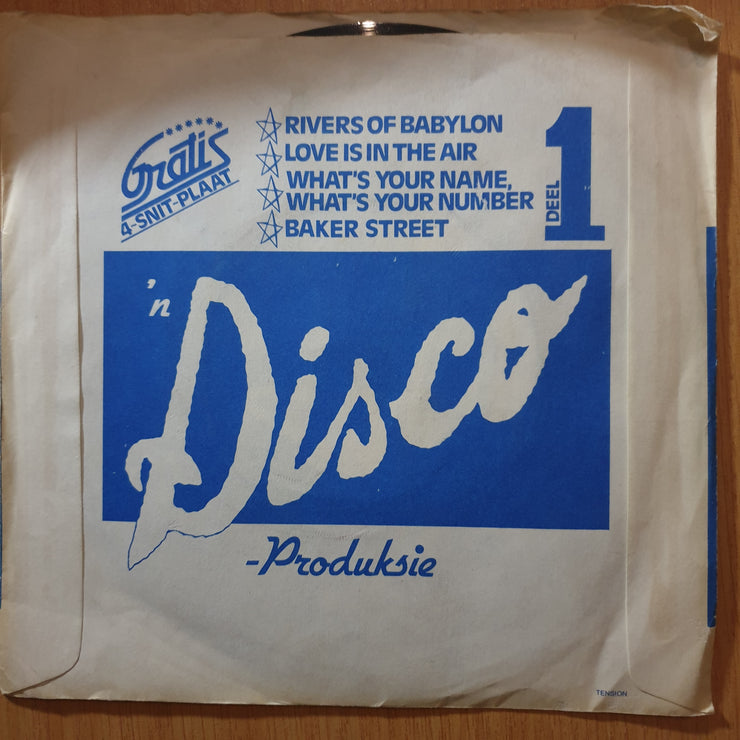 Gratis
4-SNIT-PLAAT
RIVERS OF BABYLON
LOVE IS IN THE AIR
WHAT'S YOUR NAME,
WHAT'S YOUR NUMBER
BAKER STREET
DEEL 1
'n
Disco
-Produksie
TENSION